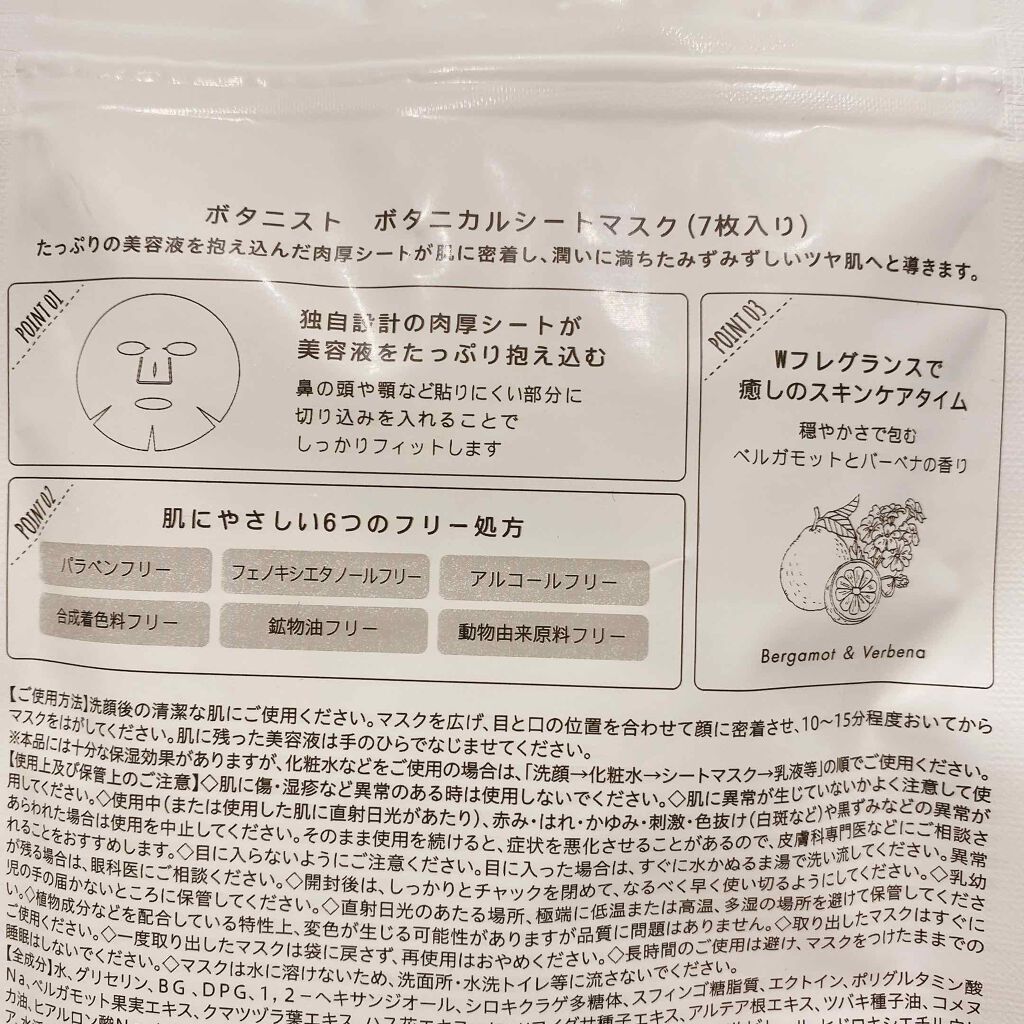 ボタニスト ボタニカルシートマスク(7枚入り)
たっぷりの美容液を抱え込んだ肉厚シートが肌に密着し、潤いに満ちたみずみずしいツヤ肌へと導きます。
POINT 01
独自設計の肉厚シートが
美容液をたっぷり抱え込む
鼻の頭や顎など貼りにくい部分に
切り込みを入れることで
しっかりフィットします
POINT 02
肌にやさしい6つのフリー処方
パラベンフリー
フェノキシエタノールフリー
アルコールフリー
合成着色料フリー
鉱物油フリー
動物由来原料フリー
POINT 03
Wフレグランスで
癒しのスキンケアタイム
穏やかさで包む
ベルガモットとバーベナの香り
Bergamot & Verbena
【ご使用方法】洗顔後の清潔な肌にご使用ください。マスクを広げ、目と口の位置を合わせて顔に密着させ、10〜15分程度おいてから
マスクをはがしてください。肌に残った美容液は手のひらでなじませてください。
※本品には十分な保湿効果がありますが、化粧水などをご使用の場合は、「洗顔→化粧水→シートマスク→乳液等」の順でご使用ください。
【使用上及び保管上のご注意】◇肌に傷・湿疹など異常のある時は使用しないでください。◇肌に異常が生じていないかよく注意して使
用してください。◇使用中(または使用した肌に直射日光があたり)、赤み・はれ・かゆみ・刺激・色抜け(白斑など)や黒ずみなどの異常が
あらわれた場合は使用を中止してください。そのまま使用を続けると、症状を悪化させることがあるので、皮膚科専門医などにご相談さ
れることをおすすめします。◇目に入らないようにご注意ください。目に入った場合は、すぐに水かぬるま湯で洗い流してください。異常
が残る場合は、眼科医にご相談ください。◇開封後は、しっかりとチャックを閉めて、なるべく早く使い切るようにしてください。◇乳幼
児の手の届かないところに保管してください。◇直射日光のあたる場所、極端に低温または高温、多湿の場所を避けて保管してくださ
い。◇植物成分などを配合している特性上、変色が生じる可能性がありますが品質に問題はありません。◇取り出したマスクはすぐに
ご使用ください。◇一度取り出したマスクは袋に戻さず、再使用はおやめください。◇長時間のご使用は避け、マスクをつけたままでの
睡眠はしないでください。◇マスクは水に溶けないため、洗面所・水洗トイレ等に流さないでください。
【全成分】水、グリセリン、BG、DPG、1,2-ヘキサンジオール、シロキクラゲ多糖体、スフィンゴ糖脂質、エクトイン、ポリグルタミン酸
Na、ベルガモット果実エキス、クマツヅラ葉エキス、ハス花エキス、種子エキス、アルテア根エキス、ツバキ種子油、コメヌ
カ油、ヒアルロン酸